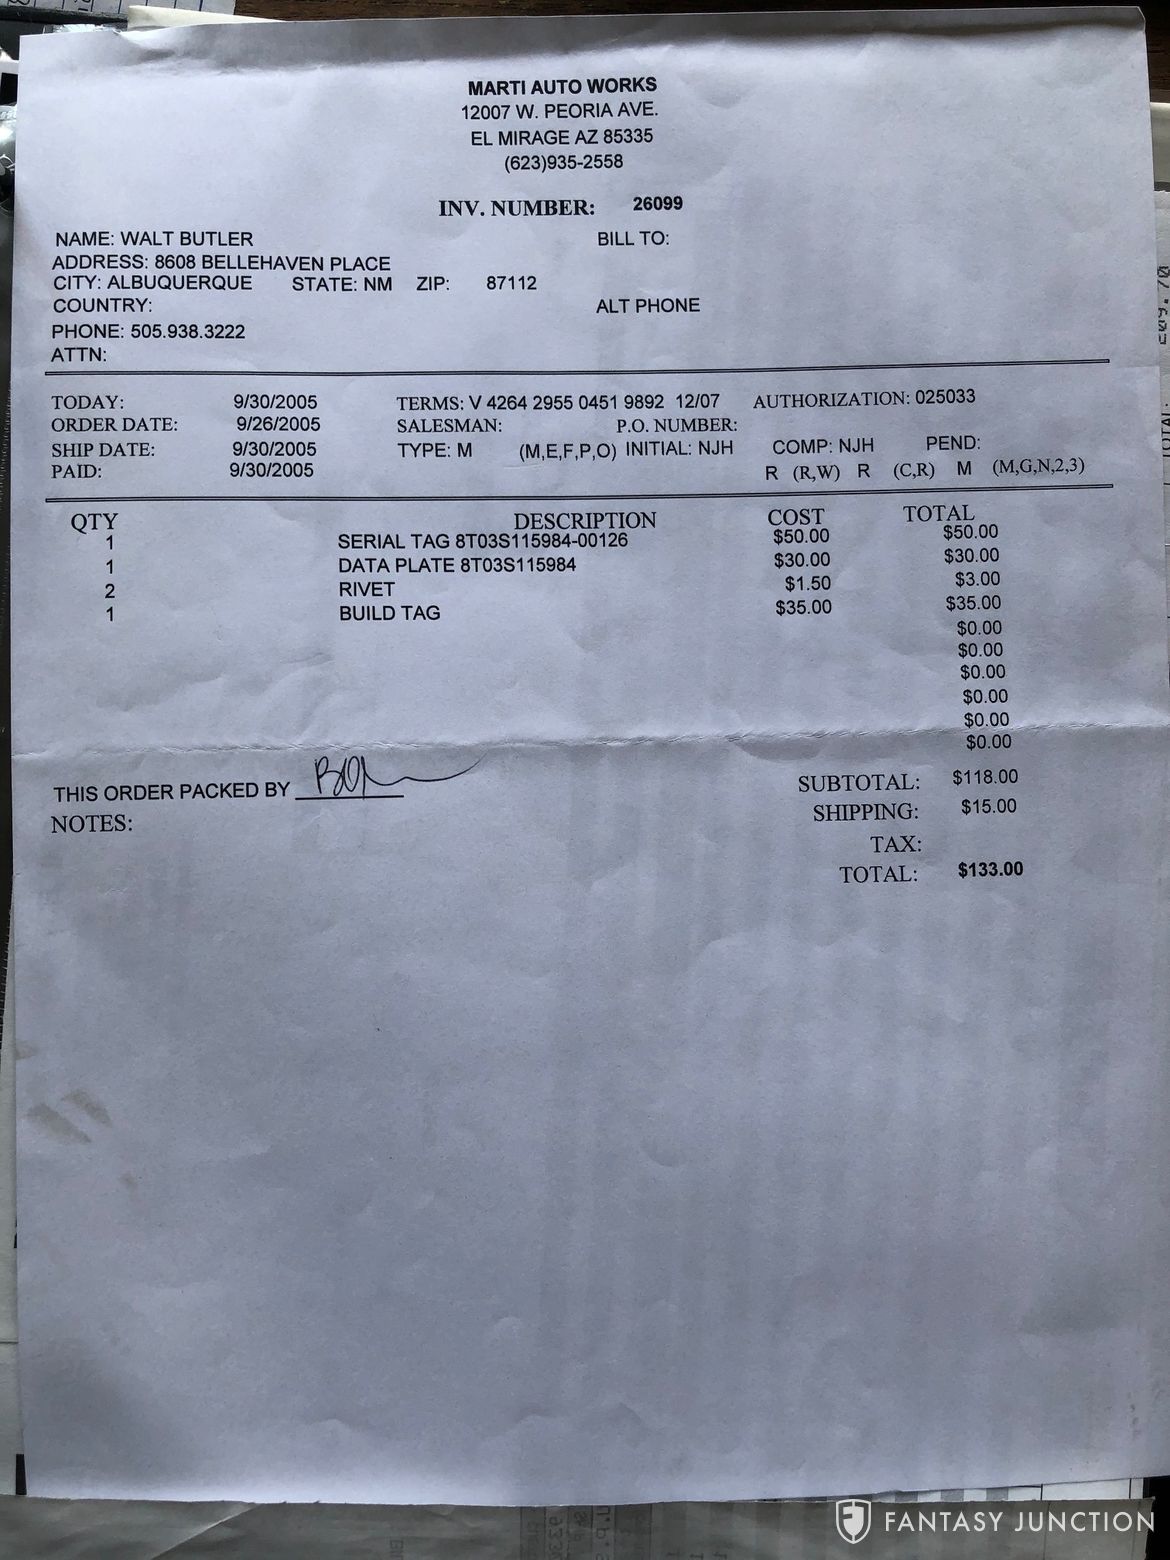 MARTI AUTO WORKS
12007 W. PEORIA AVE.
EL MIRAGE AZ 85335
(623)935-2558
INV. NUMBER: 26099
NAME: WALT BUTLER BILL TO:
ADDRESS: 8608 BELLEHAVEN PLACE
CITY: ALBUQUERQUE STATE: NM ZIP: 87112
COUNTRY: ALT PHONE
PHONE: 505.938.3222
ATTN:
TODAY: 9/30/2005 TERMS: V 4264 2955 0451 9892 12/07 AUTHORIZATION: 025033
ORDER DATE: 9/26/2005 SALESMAN: P.O. NUMBER:
SHIP DATE: 9/30/2005 TYPE: M (M,E,F,P,O) INITIAL: NJH COMP: NJH PEND:
PAID: 9/30/2005 R (R,W) R (C,R) M (M,G,N,2,3)
QTY DESCRIPTION COST TOTAL
1 SERIAL TAG 8T03S115984-00126 $50.00 $50.00
1 DATA PLATE 8T03S115984 $30.00 $30.00
2 RIVET $1.50 $3.00
1 BUILD TAG $35.00 $35.00
$0.00
$0.00
$0.00
$0.00
$0.00
$0.00
THIS ORDER PACKED BY
NOTES:
SUBTOTAL: $118.00
SHIPPING: $15.00
TAX:
TOTAL: $133.00
FANTASY JUNCTION